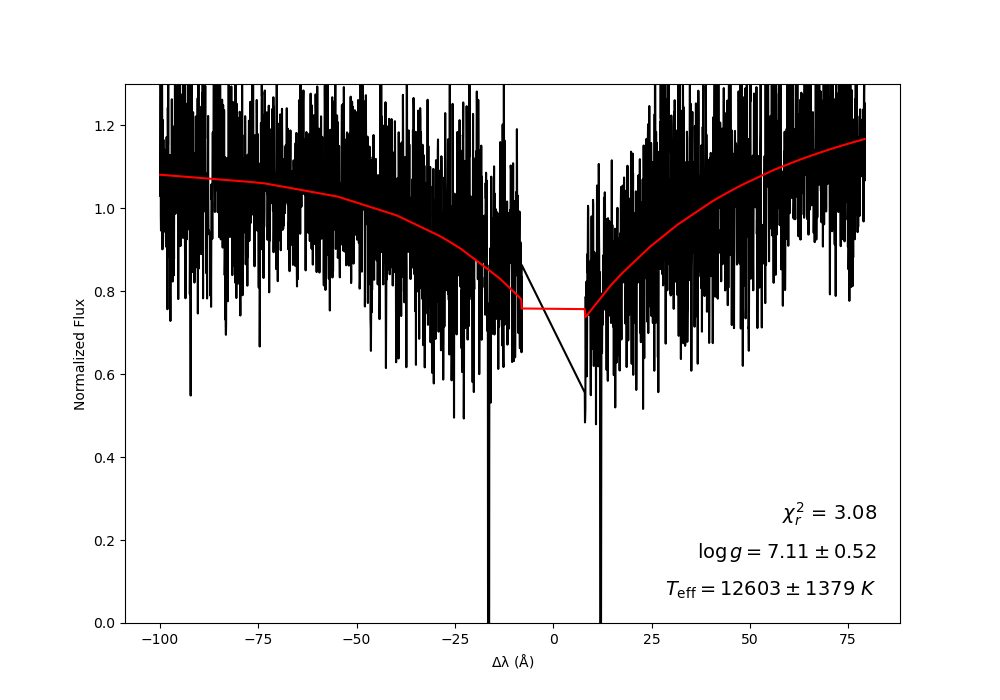 1.2
1.0
0.8
0.6
0.4
0.2
0.0
Normalized Flux
χ²ᵣ = 3.08
log g = 7.11 ± 0.52
T_eff = 12603 ± 1379 K
−100 −75 −50 −25 0 25 50 75
Δλ (Å)